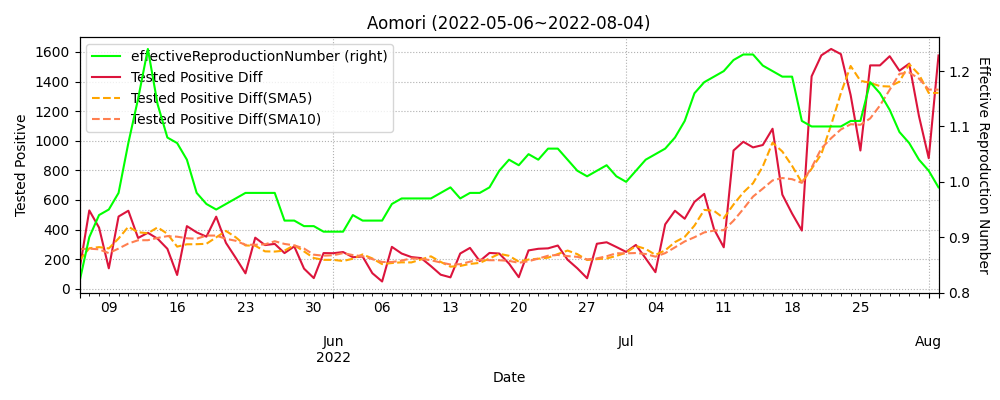 Aomori (2022-05-06~2022-08-04)
effectiveReproductionNumber (right)
Tested Positive Diff
Tested Positive Diff(SMA5)
Tested Positive Diff(SMA10)
1600
1400
1200
1000
800
600
400
200
0
Tested Positive
1.2
1.1
1.0
0.9
0.8
Effective Reproduction Number
09 16 23 30 06 13 20 27 04 11 18 25
Jun Jul Aug
2022
Date